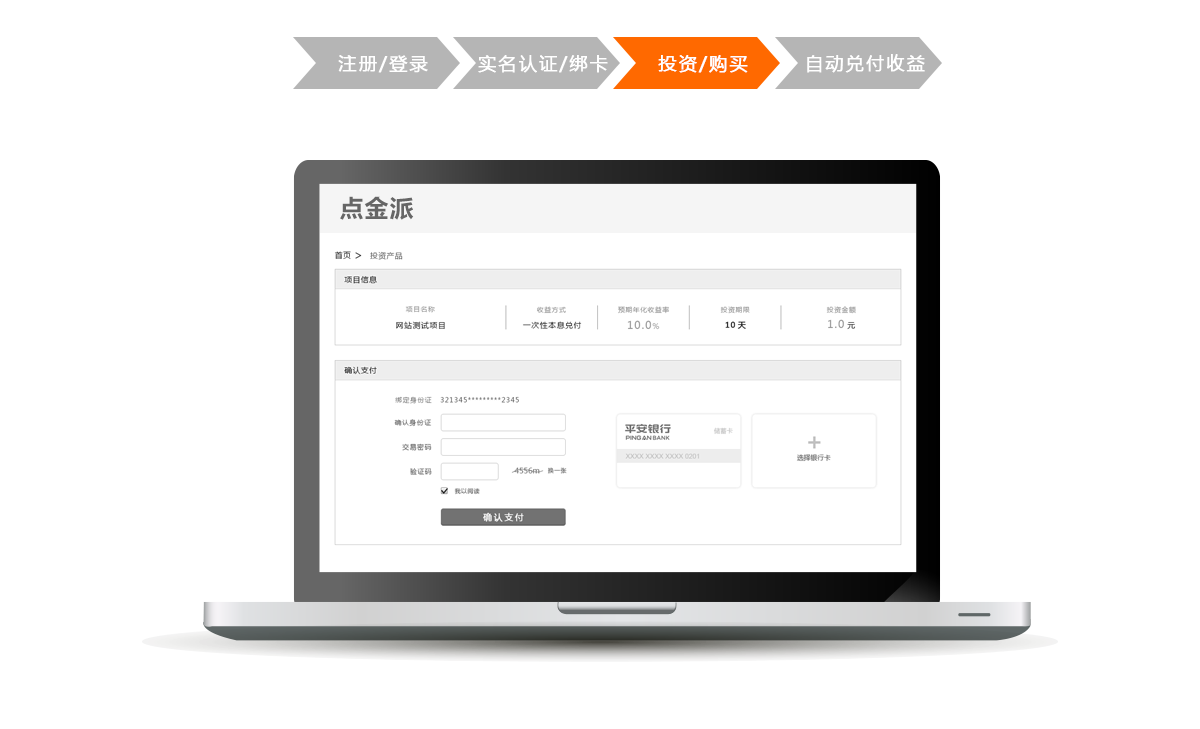 注册/登录 实名认证/绑卡 投资/购买 自动兑付收益
点金派
首页 > 投资产品
项目信息
项目名称 收益方式 预期年化收益率 投资期限 投资金额
网站测试项目 一次性本息兑付 10.0% 10 天 1.0 元
确认支付
绑定身份证 321345*********2345
确认身份证
平安银行 储蓄卡
PING AN BANK
交易密码
XXXX XXXX XXXX 0201
选择银行卡
验证码 4556m 换一张
我以阅读
确认支付